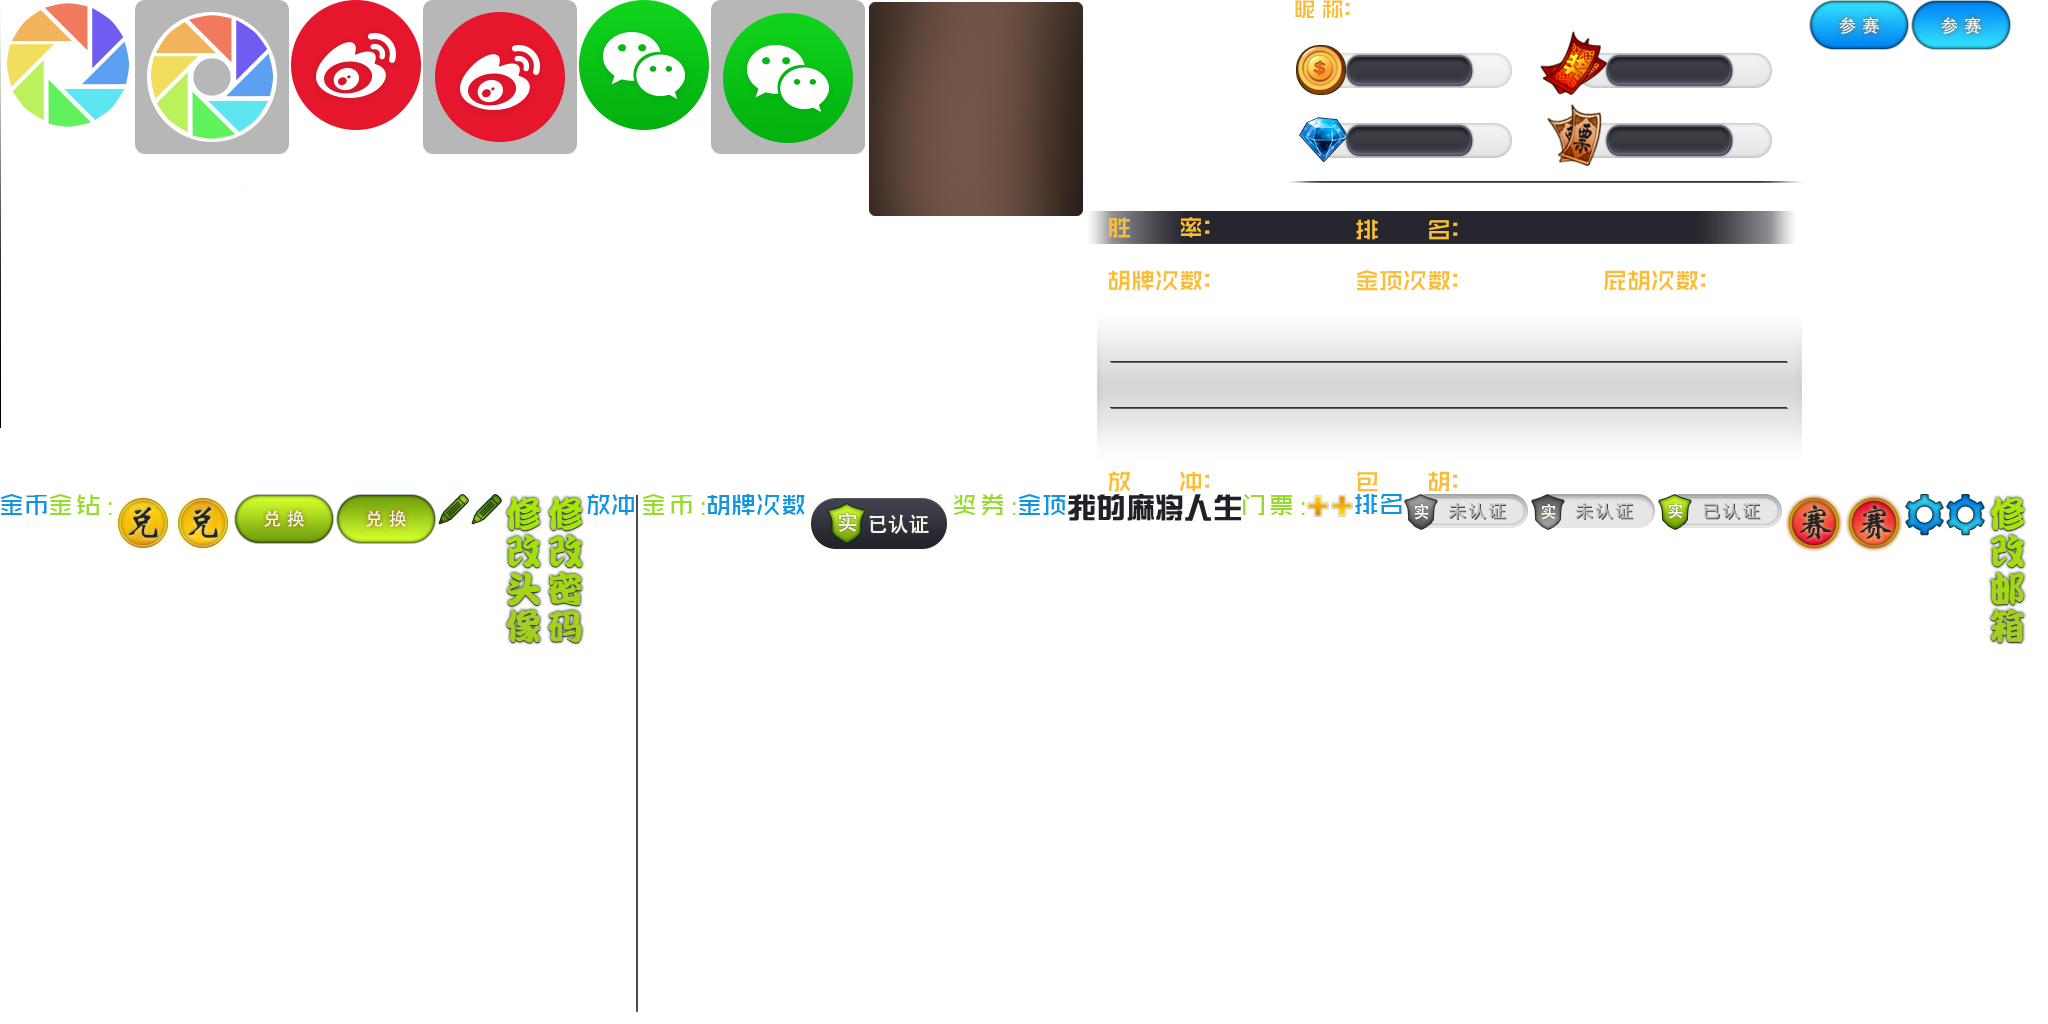 昵 称:
参 赛
参 赛
$
奖
票
胜 率:
排 名:
胡牌次数:
金顶次数:
屁胡次数:
放 冲:
包 胡:
金币
金 钻 :
兑
兑
兑 换
兑 换
修改头像
修改密码
放冲
金 币 :
胡牌次数
实 已认证
奖 券 :
金顶
我的麻将人生
门 票 :
++
排名
实 未认证
实 未认证
实 已认证
赛
赛
修改邮箱